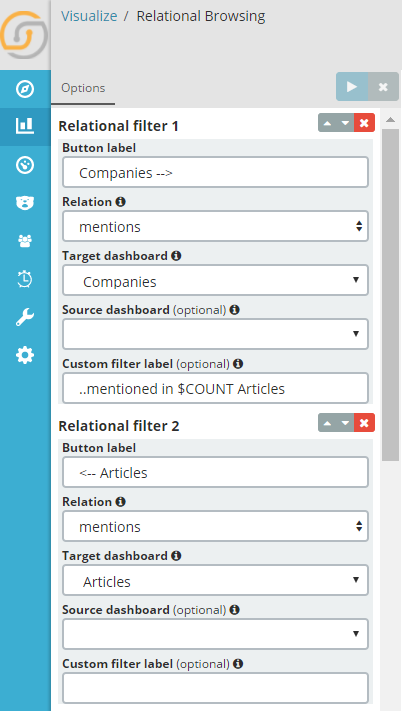 Visualize / Relational Browsing
Options
Relational filter 1
Button label
Companies -->
Relation
mentions
Target dashboard
Companies
Source dashboard (optional)
Custom filter label (optional)
..mentioned in $COUNT Articles
Relational filter 2
Button label
<-- Articles
Relation
mentions
Target dashboard
Articles
Source dashboard (optional)
Custom filter label (optional)